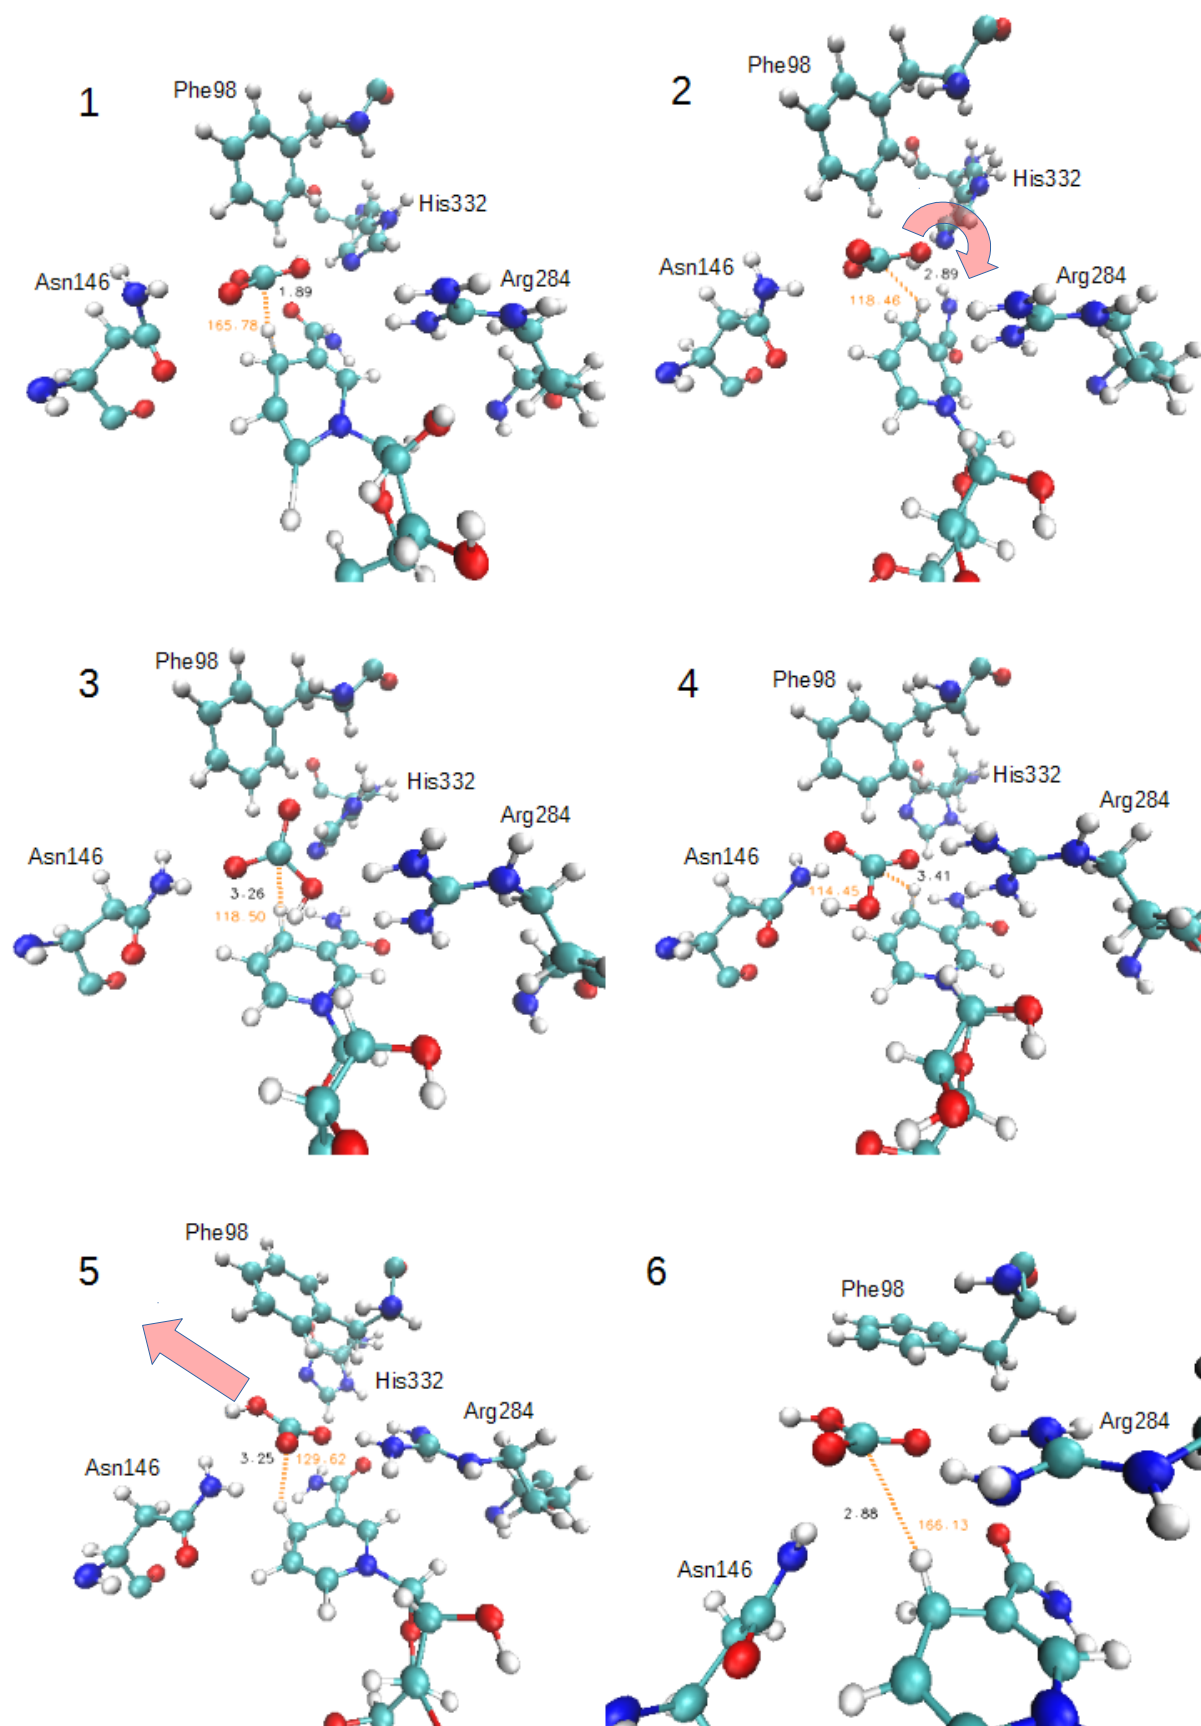 1
Phe98
His332
Asn146
Arg284
1.89
165.78
2
Phe98
His332
Asn146
Arg284
2.89
118.46
3
Phe98
His332
Arg284
Asn146
3.26
118.50
4
Phe98
His332
Arg284
Asn146
3.41
114.45
5
Phe98
His332
Arg284
Asn146
3.25
129.62
6
Phe98
Arg284
2.88
166.13
Asn146